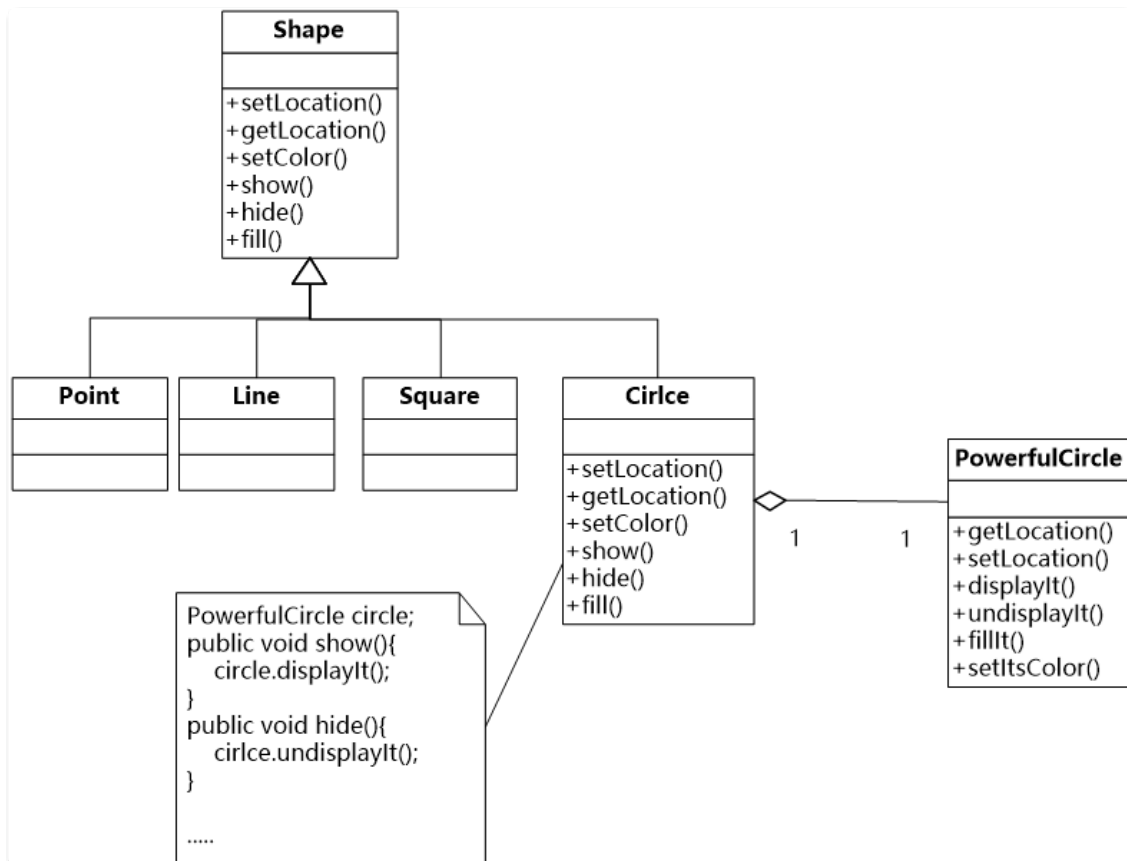 Shape
+setLocation()
+getLocation()
+setColor()
+show()
+hide()
+fill()
Point
Line
Square
Cirlce
+setLocation()
+getLocation()
+setColor()
+show()
+hide()
+fill()
1
1
PowerfulCircle
+getLocation()
+setLocation()
+displayIt()
+undisplayIt()
+fillIt()
+setItsColor()
PowerfulCircle circle;
public void show(){
circle.displayIt();
}
public void hide(){
cirlce.undisplayIt();
}
.....